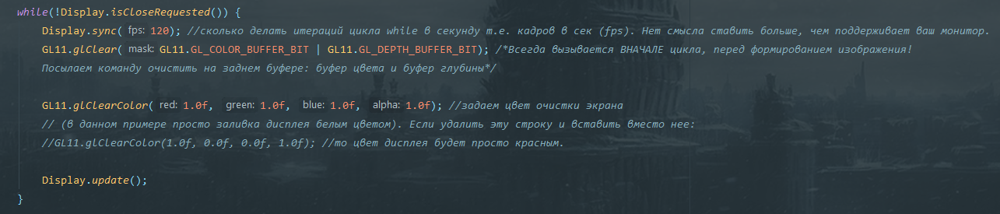 while(!Display.isCloseRequested()) {
Display.sync( fps: 120); //сколько делать итераций цикла while в секунду т.е. кадров в сек (fps). Нет смысла ставить больше, чем поддерживает ваш монитор.
GL11.glClear( mask: GL11.GL_COLOR_BUFFER_BIT | GL11.GL_DEPTH_BUFFER_BIT); /*Всегда вызывается ВНАЧАЛЕ цикла, перед формированием изображения!
Посылаем команду очистить на заднем буфере: буфер цвета и буфер глубины*/
GL11.glClearColor( red: 1.0f, green: 1.0f, blue: 1.0f, alpha: 1.0f); //задаем цвет очистки экрана
// (в данном примере просто заливка дисплея белым цветом). Если удалить эту строку и вставить вместо нее:
//GL11.glClearColor(1.0f, 0.0f, 0.0f, 1.0f); //то цвет дисплея будет просто красным.
Display.update();
}